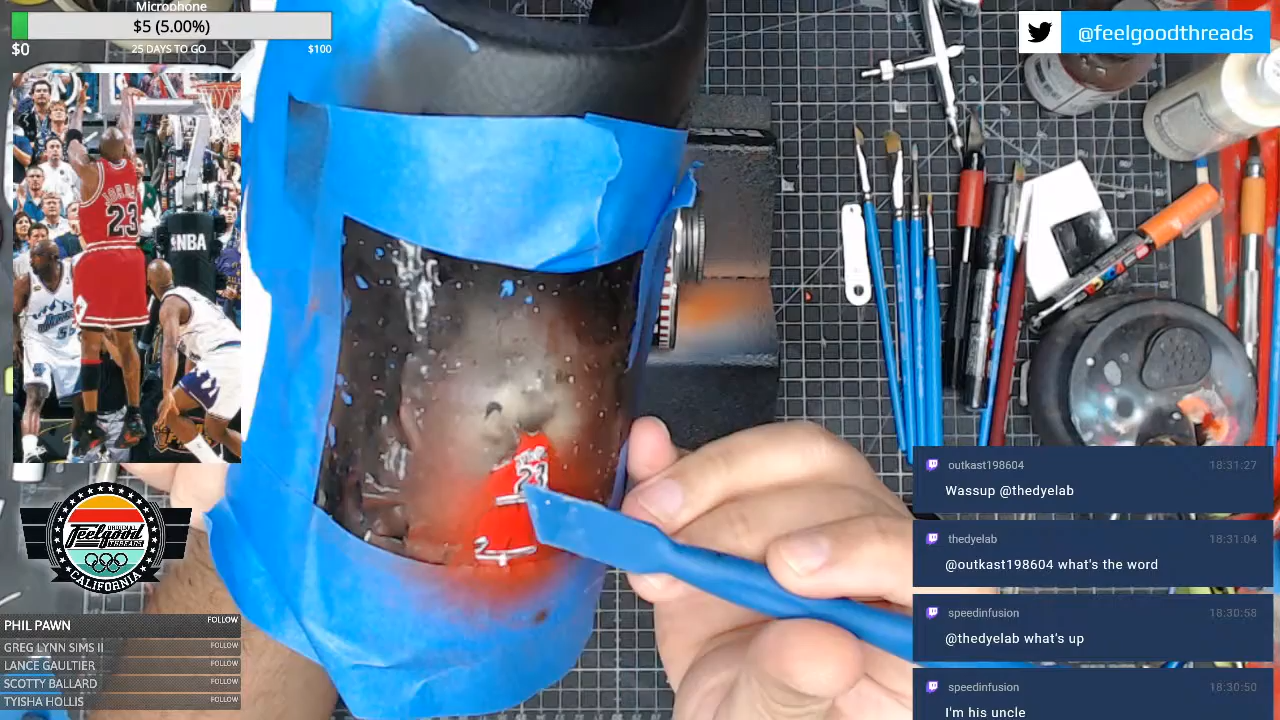 Microphone
$5 (5.00%)
$0
25 DAYS TO GO
$100
@feelgoodthreads
JORDAN
23
NBA
ORIGINAL
Feelgood
THREADS
CALIFORNIA
PHIL PAWN
FOLLOW
GREG LYNN SIMS II
FOLLOW
LANCE GAULTIER
FOLLOW
SCOTTY BALLARD
FOLLOW
TYISHA HOLLIS
FOLLOW
23
outkast198604
18:31:27
Wassup @thedyelab
thedyelab
18:31:04
@outkast198604 what's the word
speedinfusion
18:30:58
@thedyelab what's up
speedinfusion
18:30:50
I'm his uncle